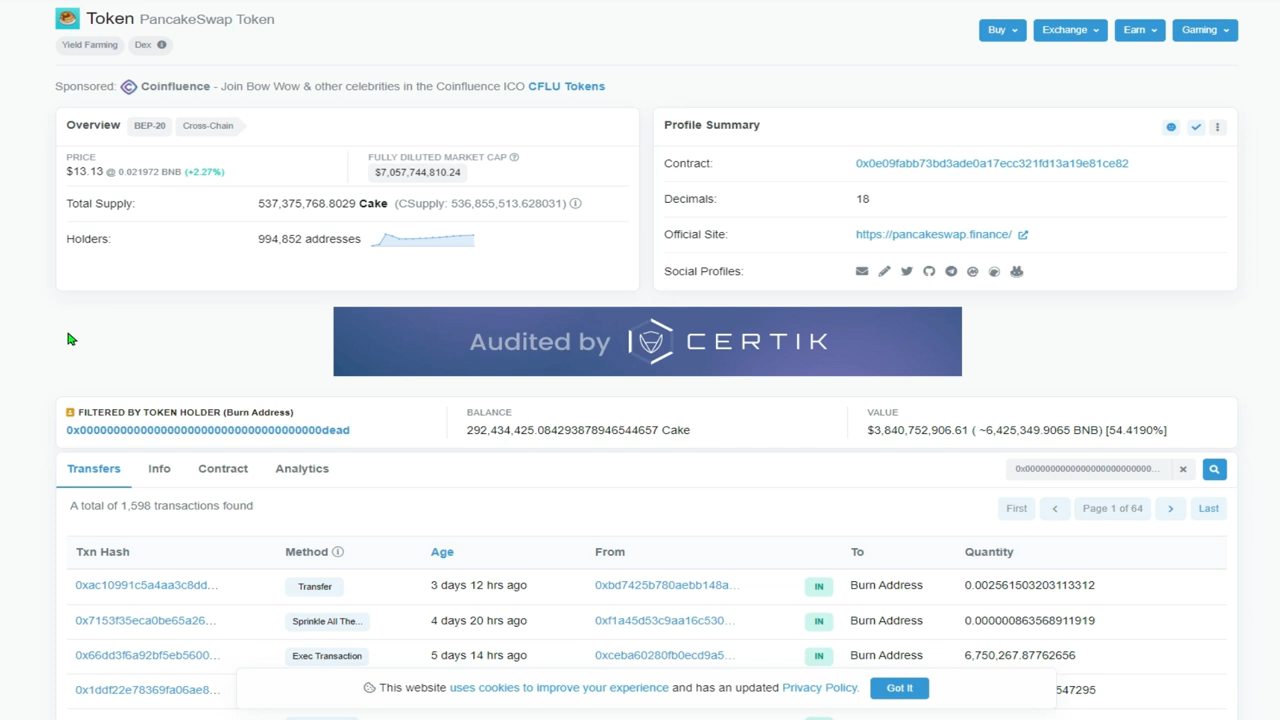 Token PancakeSwap Token
Buy Exchange Earn Gaming
Yield Farming Dex
Sponsored: Coinfluence - Join Bow Wow & other celebrities in the Coinfluence ICO CFLU Tokens
Overview BEP-20 Cross-Chain
PRICE
$13.13 @ 0.021972 BNB (+2.27%)
FULLY DILUTED MARKET CAP
$7,057,744,810.24
Total Supply: 537,375,768.8029 Cake (CSupply: 536,855,513.628031)
Holders: 994,852 addresses
Profile Summary
Contract: 0x0e09fabb73bd3ade0a17ecc321fd13a19e81ce82
Decimals: 18
Official Site: https://pancakeswap.finance/
Social Profiles:
Audited by CERTIK
FILTERED BY TOKEN HOLDER (Burn Address)
0x000000000000000000000000000000000000dead
BALANCE
292,434,425.084293878946544657 Cake
VALUE
$3,840,752,906.61 ( ~6,425,349.9065 BNB) [54.4190%]
Transfers Info Contract Analytics
0x0000000000000000000000000...
A total of 1,598 transactions found
First Page 1 of 64 Last
Txn Hash Method Age From To Quantity
0xac10991c5a4aa3c8dd... Transfer 3 days 12 hrs ago 0xbd7425b780aebb148a... IN Burn Address 0.002561503203113312
0x7153f35eca0be65a26... Sprinkle All The... 4 days 20 hrs ago 0xf1a45d53c9aa16c530... IN Burn Address 0.000000863568911919
0x66dd3f6a92bf5eb5600... Exec Transaction 5 days 14 hrs ago 0xceba60280fb0ecd9a5... IN Burn Address 6,750,267.87762656
0x1ddf22e78369fa06ae8... 547295
This website uses cookies to improve your experience and has an updated Privacy Policy. Got It